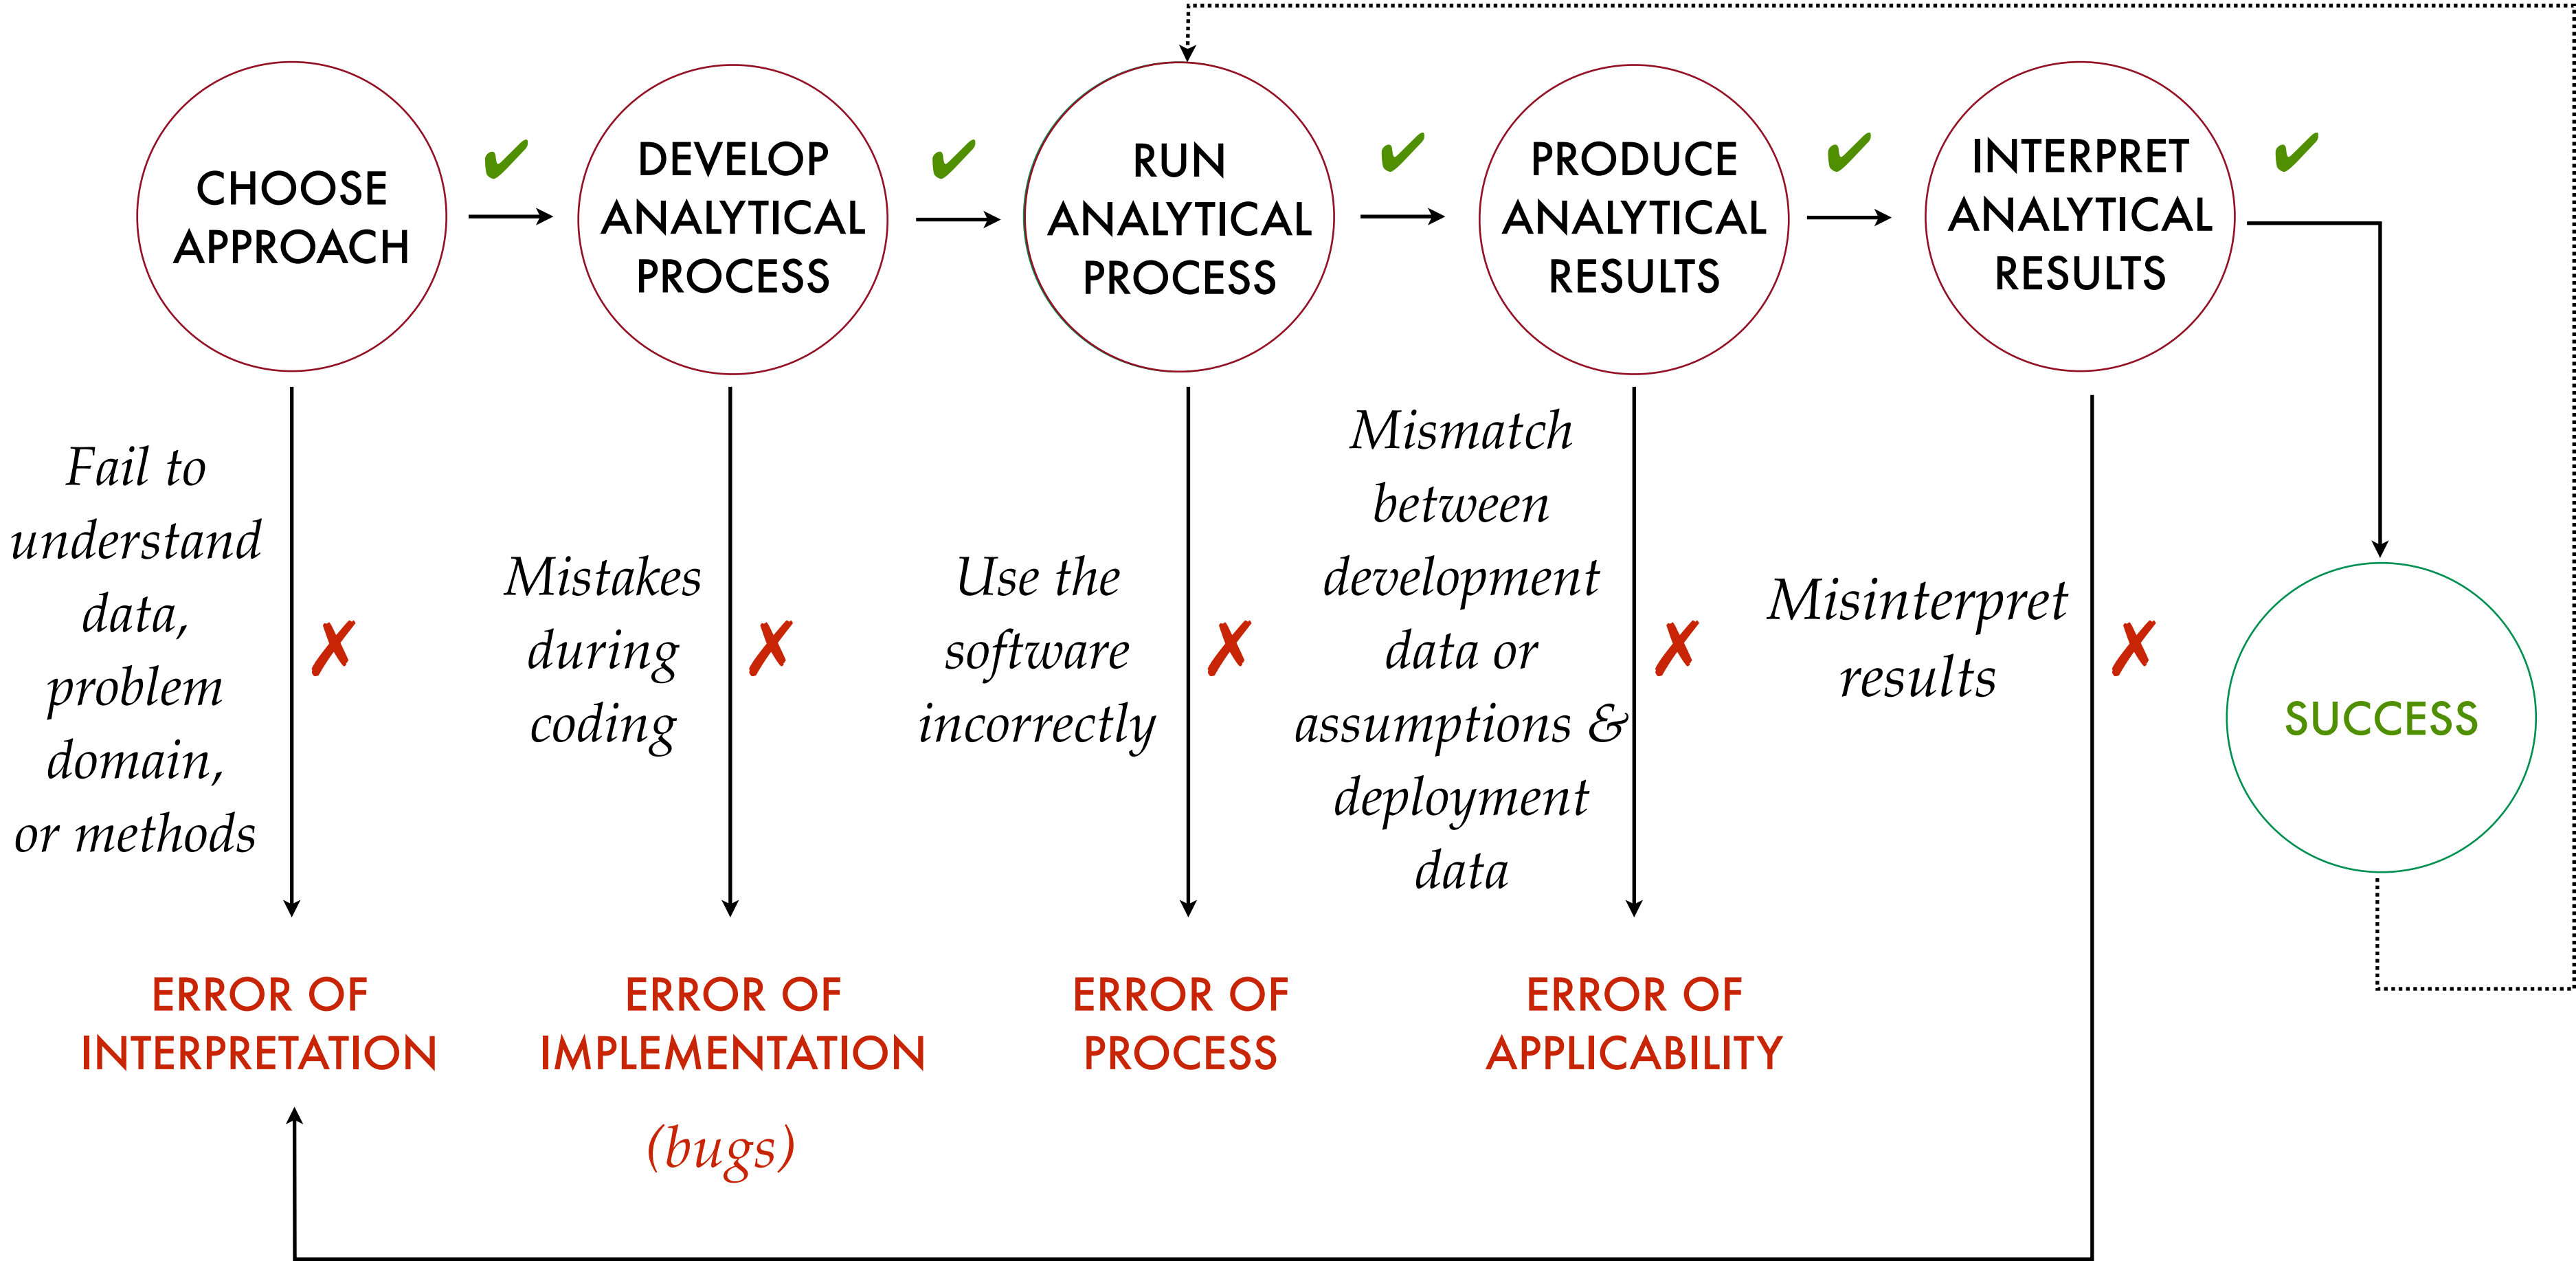 CHOOSE
APPROACH
DEVELOP
ANALYTICAL
PROCESS
RUN
ANALYTICAL
PROCESS
PRODUCE
ANALYTICAL
RESULTS
INTERPRET
ANALYTICAL
RESULTS
Fail to
understand
data,
problem
domain,
or methods
Mistakes
during
coding
Use the
software
incorrectly
Mismatch
between
development
data or
assumptions &
deployment
data
Misinterpret
results
SUCCESS
ERROR OF
INTERPRETATION
ERROR OF
IMPLEMENTATION
(bugs)
ERROR OF
PROCESS
ERROR OF
APPLICABILITY